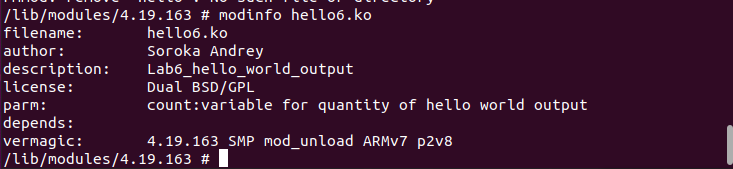 /lib/modules/4.19.163 # modinfo hello6.ko
filename:       hello6.ko
author:         Soroka Andrey
description:    Lab6_hello_world_output
license:        Dual BSD/GPL
parm:           count:variable for quantity of hello world output
depends:
vermagic:       4.19.163 SMP mod_unload ARMv7 p2v8
/lib/modules/4.19.163 #